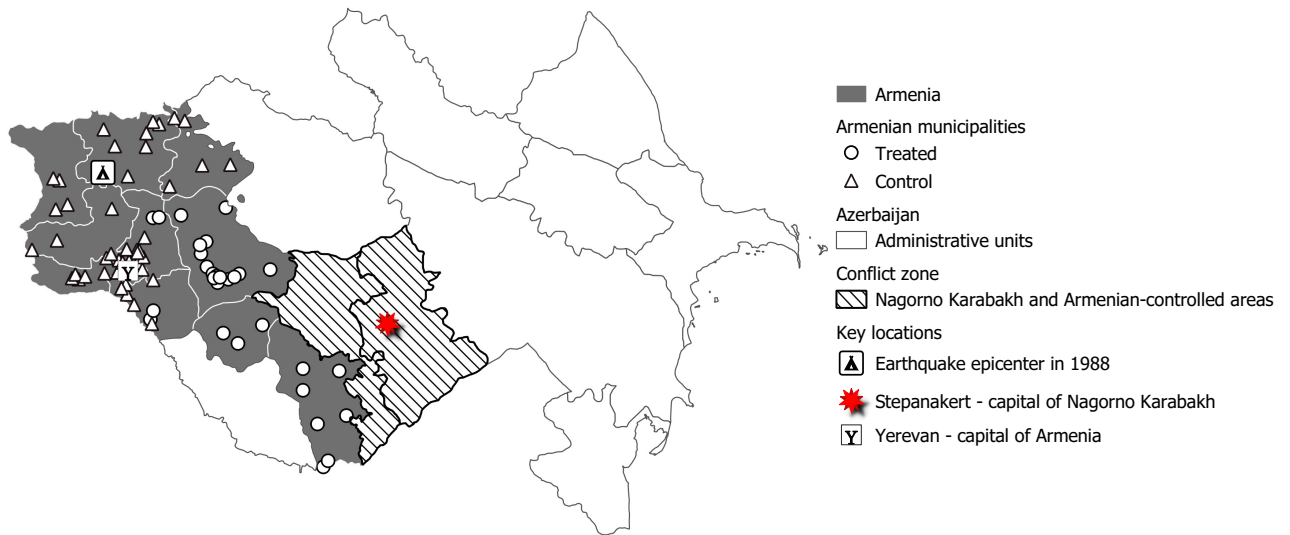 Armenia
Armenian municipalities
Treated
Control
Azerbaijan
Administrative units
Conflict zone
Nagorno Karabakh and Armenian-controlled areas
Key locations
Earthquake epicenter in 1988
Stepanakert - capital of Nagorno Karabakh
Y Yerevan - capital of Armenia
Y